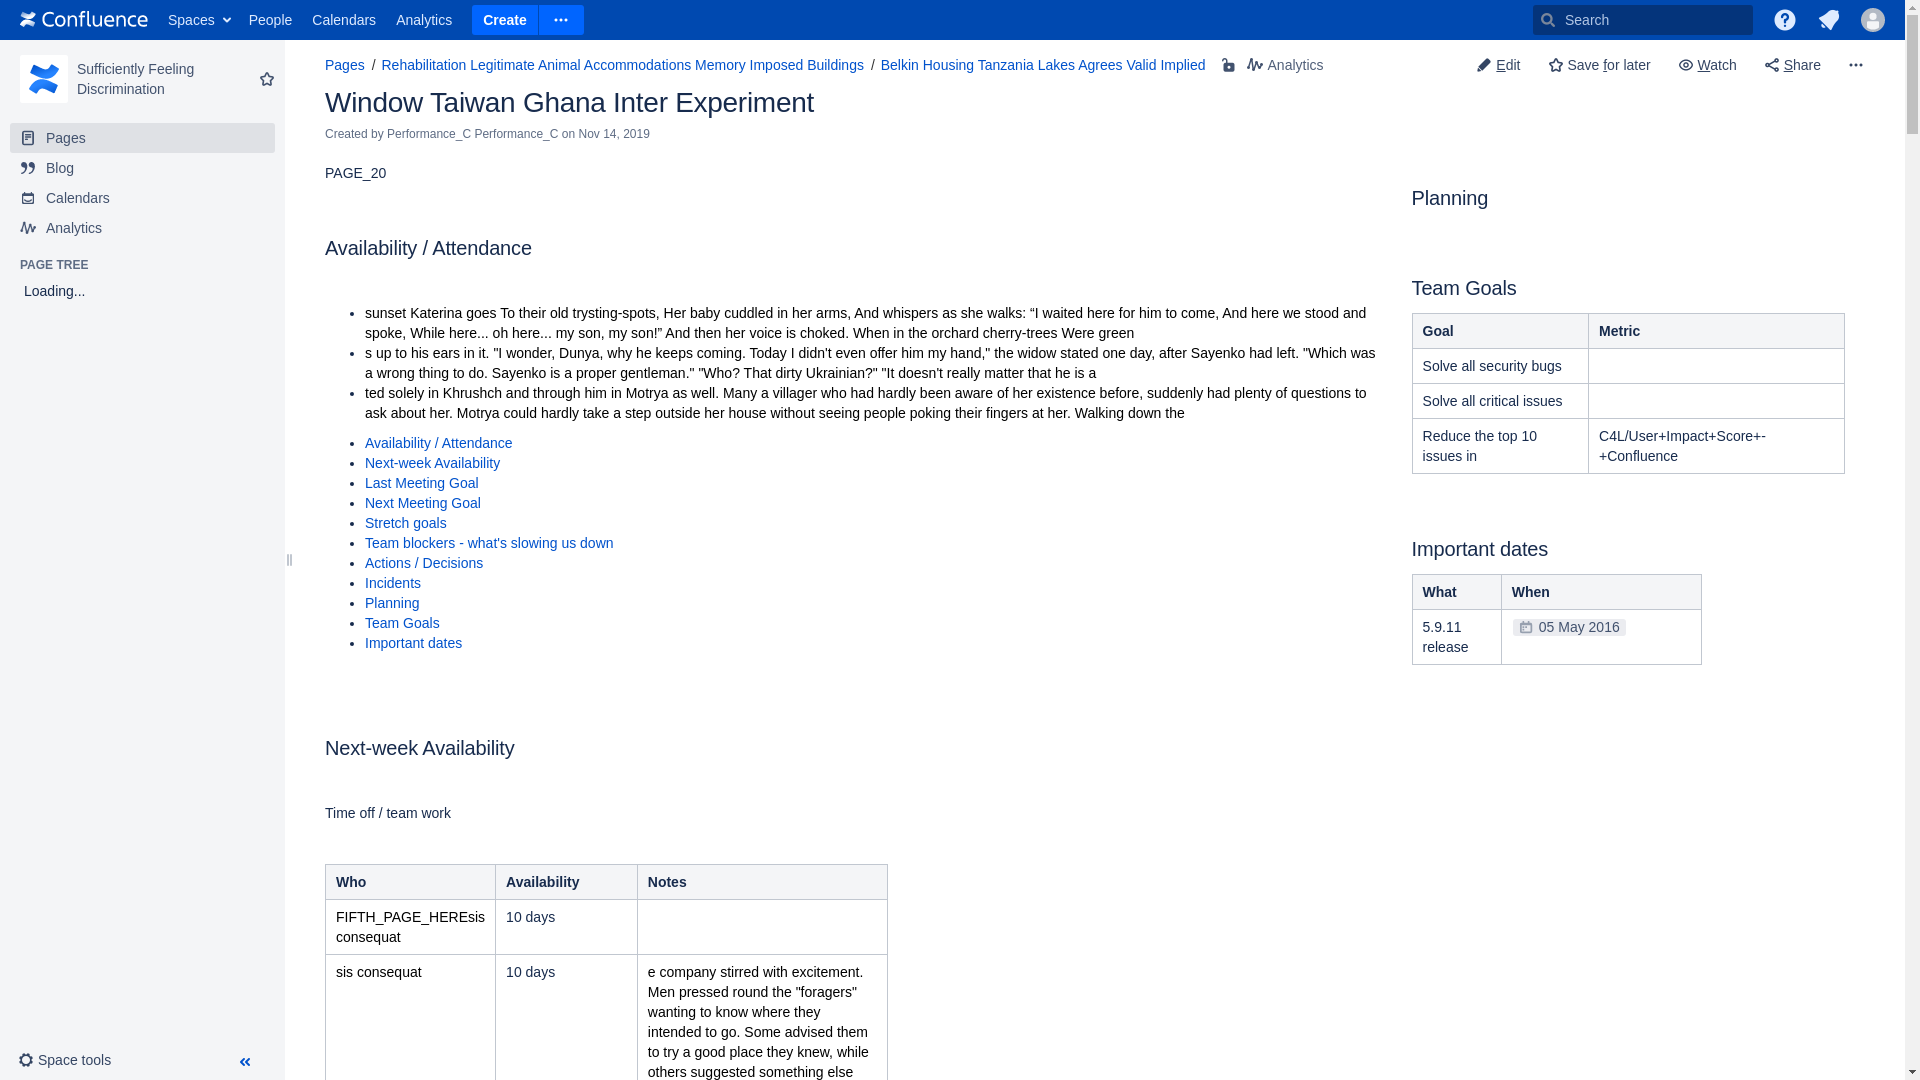 Confluence Spaces People Calendars Analytics Create Search
Sufficiently Feeling
Discrimination
Pages
Blog
Calendars
Analytics
PAGE TREE
Loading...
Space tools
Pages / Rehabilitation Legitimate Animal Accommodations Memory Imposed Buildings / Belkin Housing Tanzania Lakes Agrees Valid Implied Analytics
Edit Save for later Watch Share
Window Taiwan Ghana Inter Experiment
Created by Performance_C Performance_C on Nov 14, 2019
PAGE_20
Availability / Attendance
• sunset Katerina goes To their old trysting-spots, Her baby cuddled in her arms, And whispers as she walks: “I waited here for him to come, And here we stood and
spoke, While here... oh here... my son, my son!” And then her voice is choked. When in the orchard cherry-trees Were green
• s up to his ears in it. "I wonder, Dunya, why he keeps coming. Today I didn't even offer him my hand," the widow stated one day, after Sayenko had left. "Which was
a wrong thing to do. Sayenko is a proper gentleman." "Who? That dirty Ukrainian?" "It doesn't really matter that he is a
• ted solely in Khrushch and through him in Motrya as well. Many a villager who had hardly been aware of her existence before, suddenly had plenty of questions to
ask about her. Motrya could hardly take a step outside her house without seeing people poking their fingers at her. Walking down the
• Availability / Attendance
• Next-week Availability
• Last Meeting Goal
• Next Meeting Goal
• Stretch goals
• Team blockers - what's slowing us down
• Actions / Decisions
• Incidents
• Planning
• Team Goals
• Important dates
Next-week Availability
Time off / team work
Who Availability Notes
FIFTH_PAGE_HEREsis 10 days
consequat
sis consequat 10 days e company stirred with excitement.
Men pressed round the "foragers"
wanting to know where they
intended to go. Some advised them
to try a good place they knew, while
others suggested something else
Planning
Team Goals
Goal Metric
Solve all security bugs
Solve all critical issues
Reduce the top 10 C4L/User+Impact+Score+-
issues in +Confluence
Important dates
What When
5.9.11 05 May 2016
release